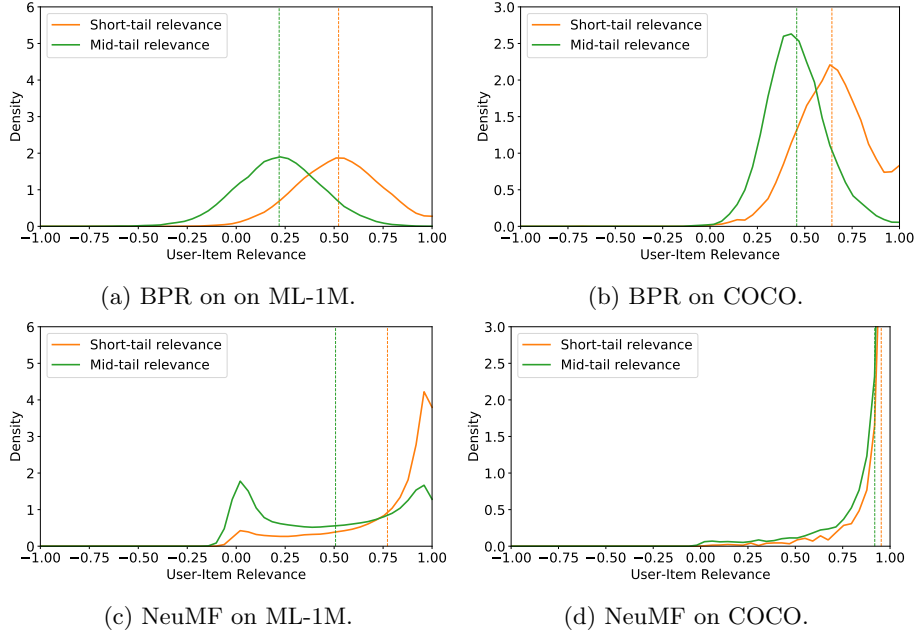 Short-tail relevance
Mid-tail relevance
Density
6
5
4
3
2
1
0
−1.00 −0.75 −0.50 −0.25 0.00 0.25 0.50 0.75 1.00
User-Item Relevance
(a) BPR on on ML-1M.
Short-tail relevance
Mid-tail relevance
Density
3.0
2.5
2.0
1.5
1.0
0.5
0.0
−1.00 −0.75 −0.50 −0.25 0.00 0.25 0.50 0.75 1.00
User-Item Relevance
(b) BPR on COCO.
Short-tail relevance
Mid-tail relevance
Density
6
5
4
3
2
1
0
−1.00 −0.75 −0.50 −0.25 0.00 0.25 0.50 0.75 1.00
User-Item Relevance
(c) NeuMF on ML-1M.
Short-tail relevance
Mid-tail relevance
Density
3.0
2.5
2.0
1.5
1.0
0.5
0.0
−1.00 −0.75 −0.50 −0.25 0.00 0.25 0.50 0.75 1.00
User-Item Relevance
(d) NeuMF on COCO.